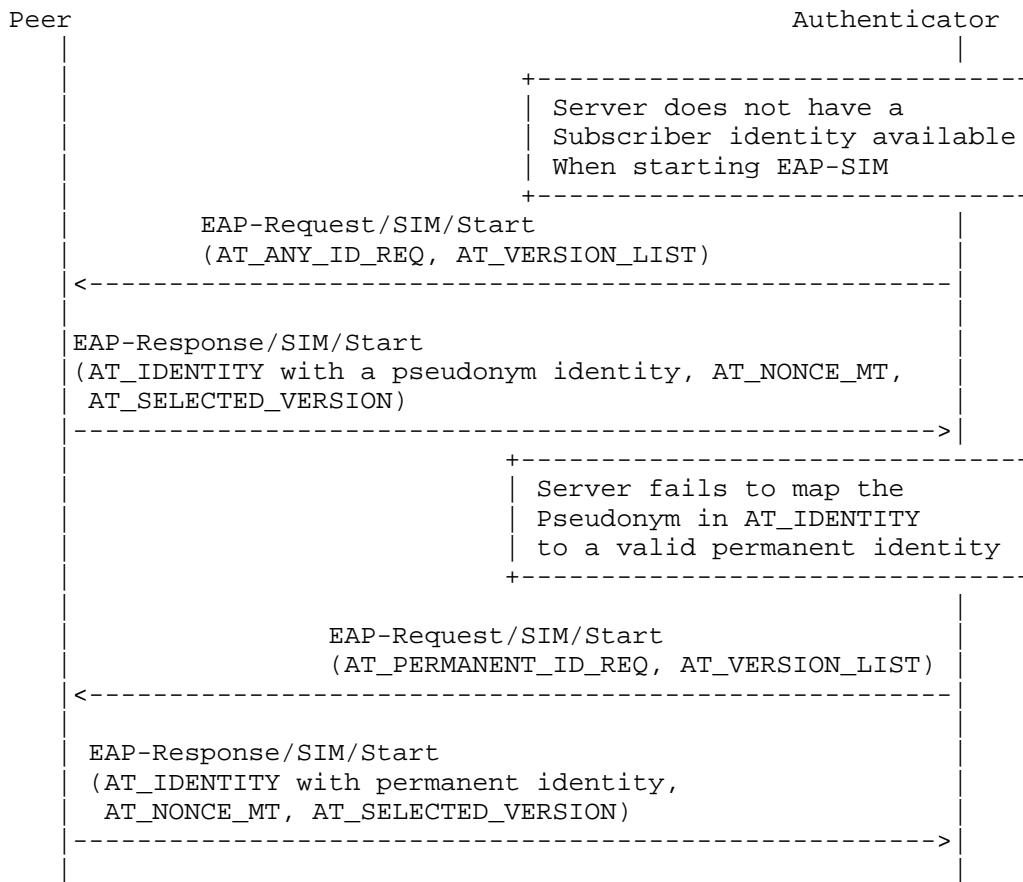 Peer Authenticator
Server does not have a
Subscriber identity available
When starting EAP-SIM
EAP-Request/SIM/Start
(AT_ANY_ID_REQ, AT_VERSION_LIST)
EAP-Response/SIM/Start
(AT_IDENTITY with a pseudonym identity, AT_NONCE_MT,
AT_SELECTED_VERSION)
Server fails to map the
Pseudonym in AT_IDENTITY
to a valid permanent identity
EAP-Request/SIM/Start
(AT_PERMANENT_ID_REQ, AT_VERSION_LIST)
EAP-Response/SIM/Start
(AT_IDENTITY with permanent identity,
AT_NONCE_MT, AT_SELECTED_VERSION)